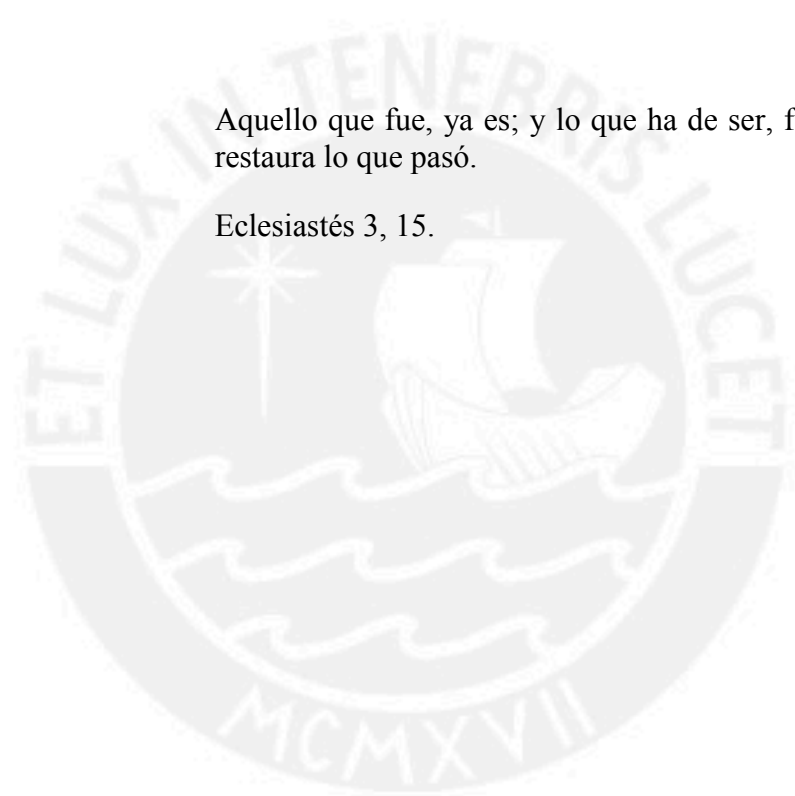 Aquello que fue, ya es; y lo que ha de ser, f
restaura lo que pasó.
Eclesiastés 3, 15.
ET LUX IN TENEBRIS LUCET
MCMXVII